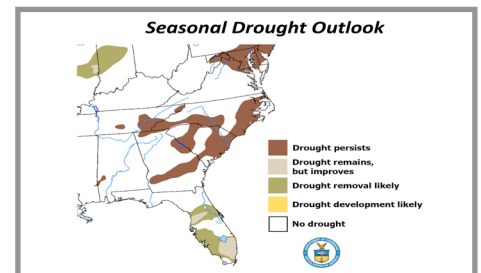 Seasonal Drought Outlook
Drought persists
Drought remains,
but improves
Drought removal likely
Drought development likely
No drought